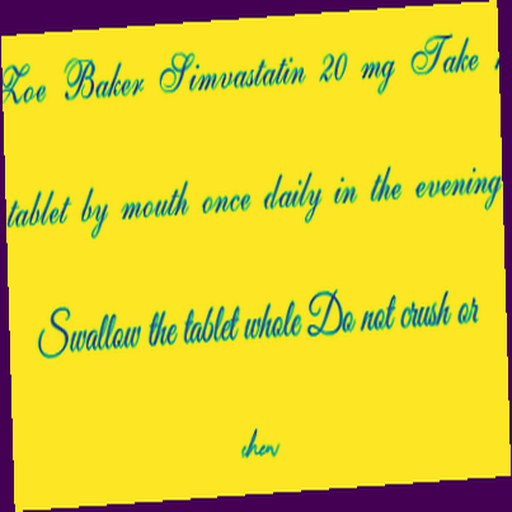 Zoe Baker Simvastatin 20 mg Take
tablet by mouth once daily in the evening
Swallow the tablet whole Do not crush or
chew